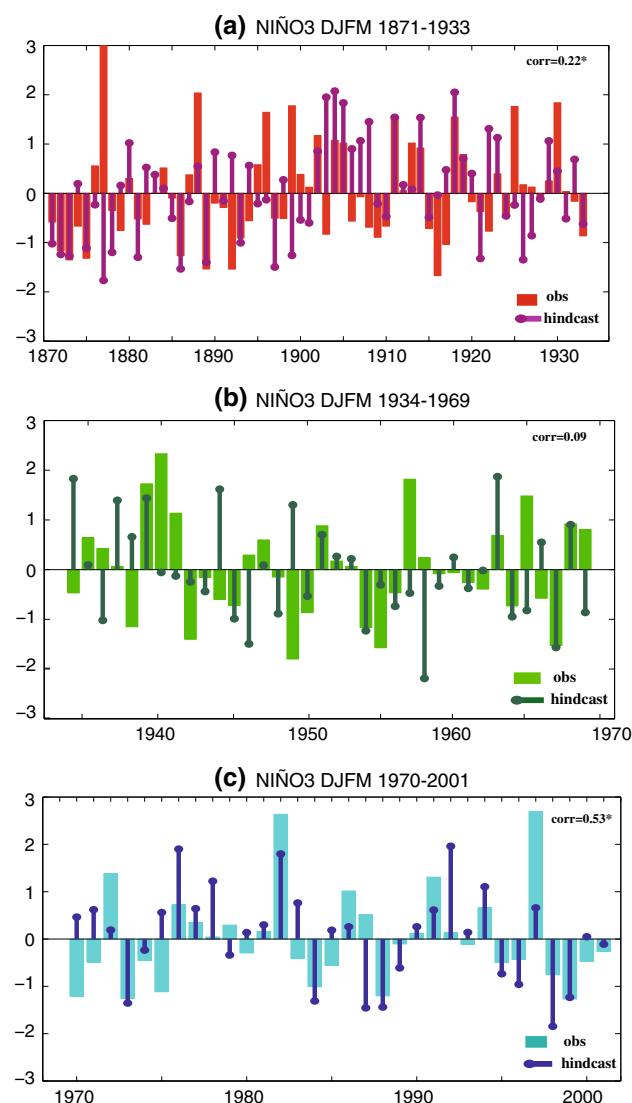 (a) NIÑO3 DJFM 1871-1933
corr=0.22*
3
2
1
0
−1
−2
−3
obs
hindcast
1870 1880 1890 1900 1910 1920 1930
(b) NIÑO3 DJFM 1934-1969
corr=0.09
3
2
1
0
−1
−2
−3
obs
hindcast
1940 1950 1960 1970
(c) NIÑO3 DJFM 1970-2001
corr=0.53*
3
2
1
0
−1
−2
−3
obs
hindcast
1970 1980 1990 2000